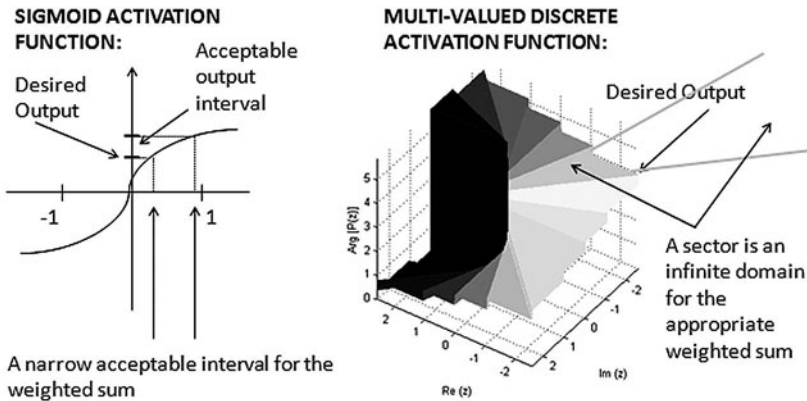 SIGMOID ACTIVATION
FUNCTION:
Acceptable
output
interval
Desired
Output
-1
1
A narrow acceptable interval for the
weighted sum
MULTI-VALUED DISCRETE
ACTIVATION FUNCTION:
Desired Output
Arg [P(z)]
5
4
3
2
1
0
2
1
0
-1
-2
Re (z)
-2
-1
0
1
2
Im (z)
A sector is an
infinite domain
for the
appropriate
weighted sum